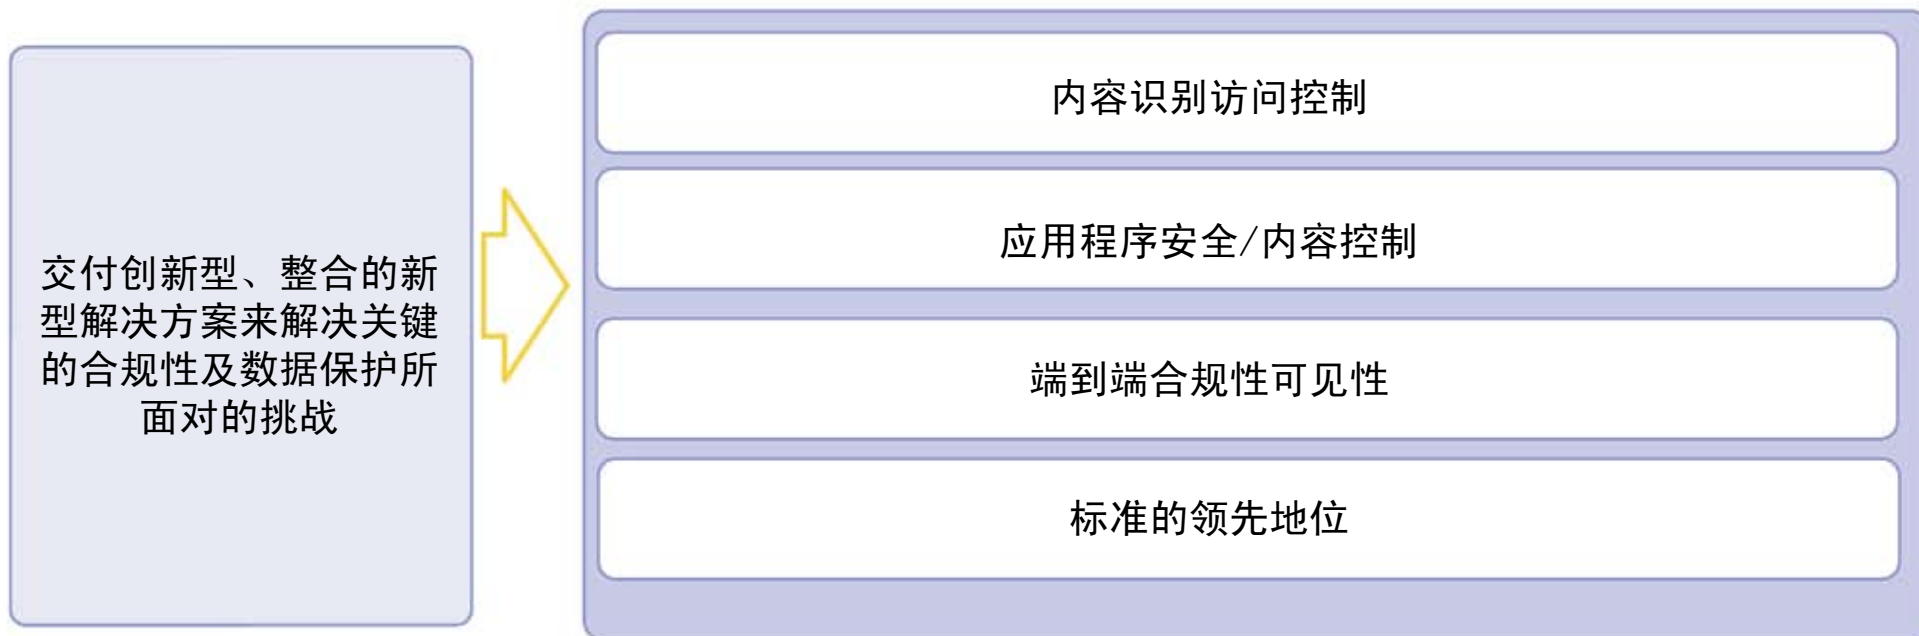 交付创新型、整合的新
型解决方案来解决关键
的合规性及数据保护所
面对的挑战
内容识别访问控制
应用程序安全/内容控制
端到端合规性可见性
标准的领先地位